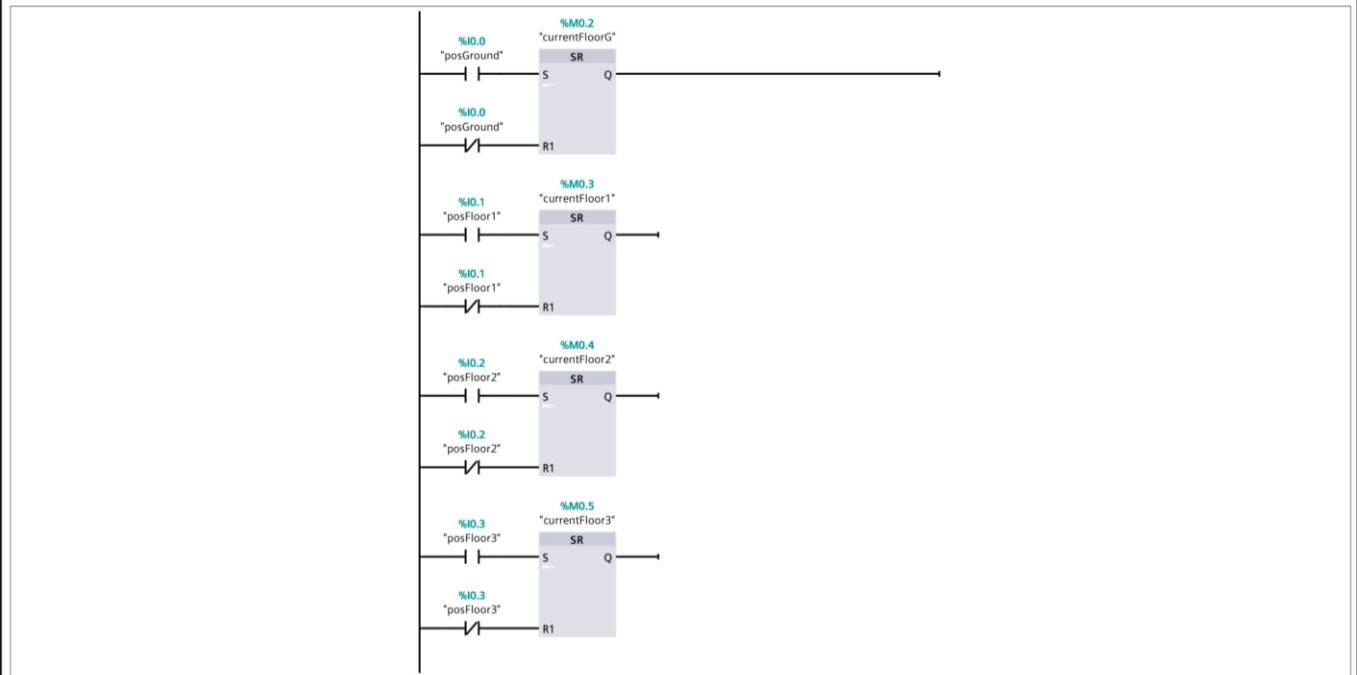 %M0.2
"currentFloorG"
%I0.0
"posGround"
SR
S Q
%I0.0
"posGround"
R1
%M0.3
"currentFloor1"
%I0.1
"posFloor1"
SR
S Q
%I0.1
"posFloor1"
R1
%M0.4
"currentFloor2"
%I0.2
"posFloor2"
SR
S Q
%I0.2
"posFloor2"
R1
%M0.5
"currentFloor3"
%I0.3
"posFloor3"
SR
S Q
%I0.3
"posFloor3"
R1